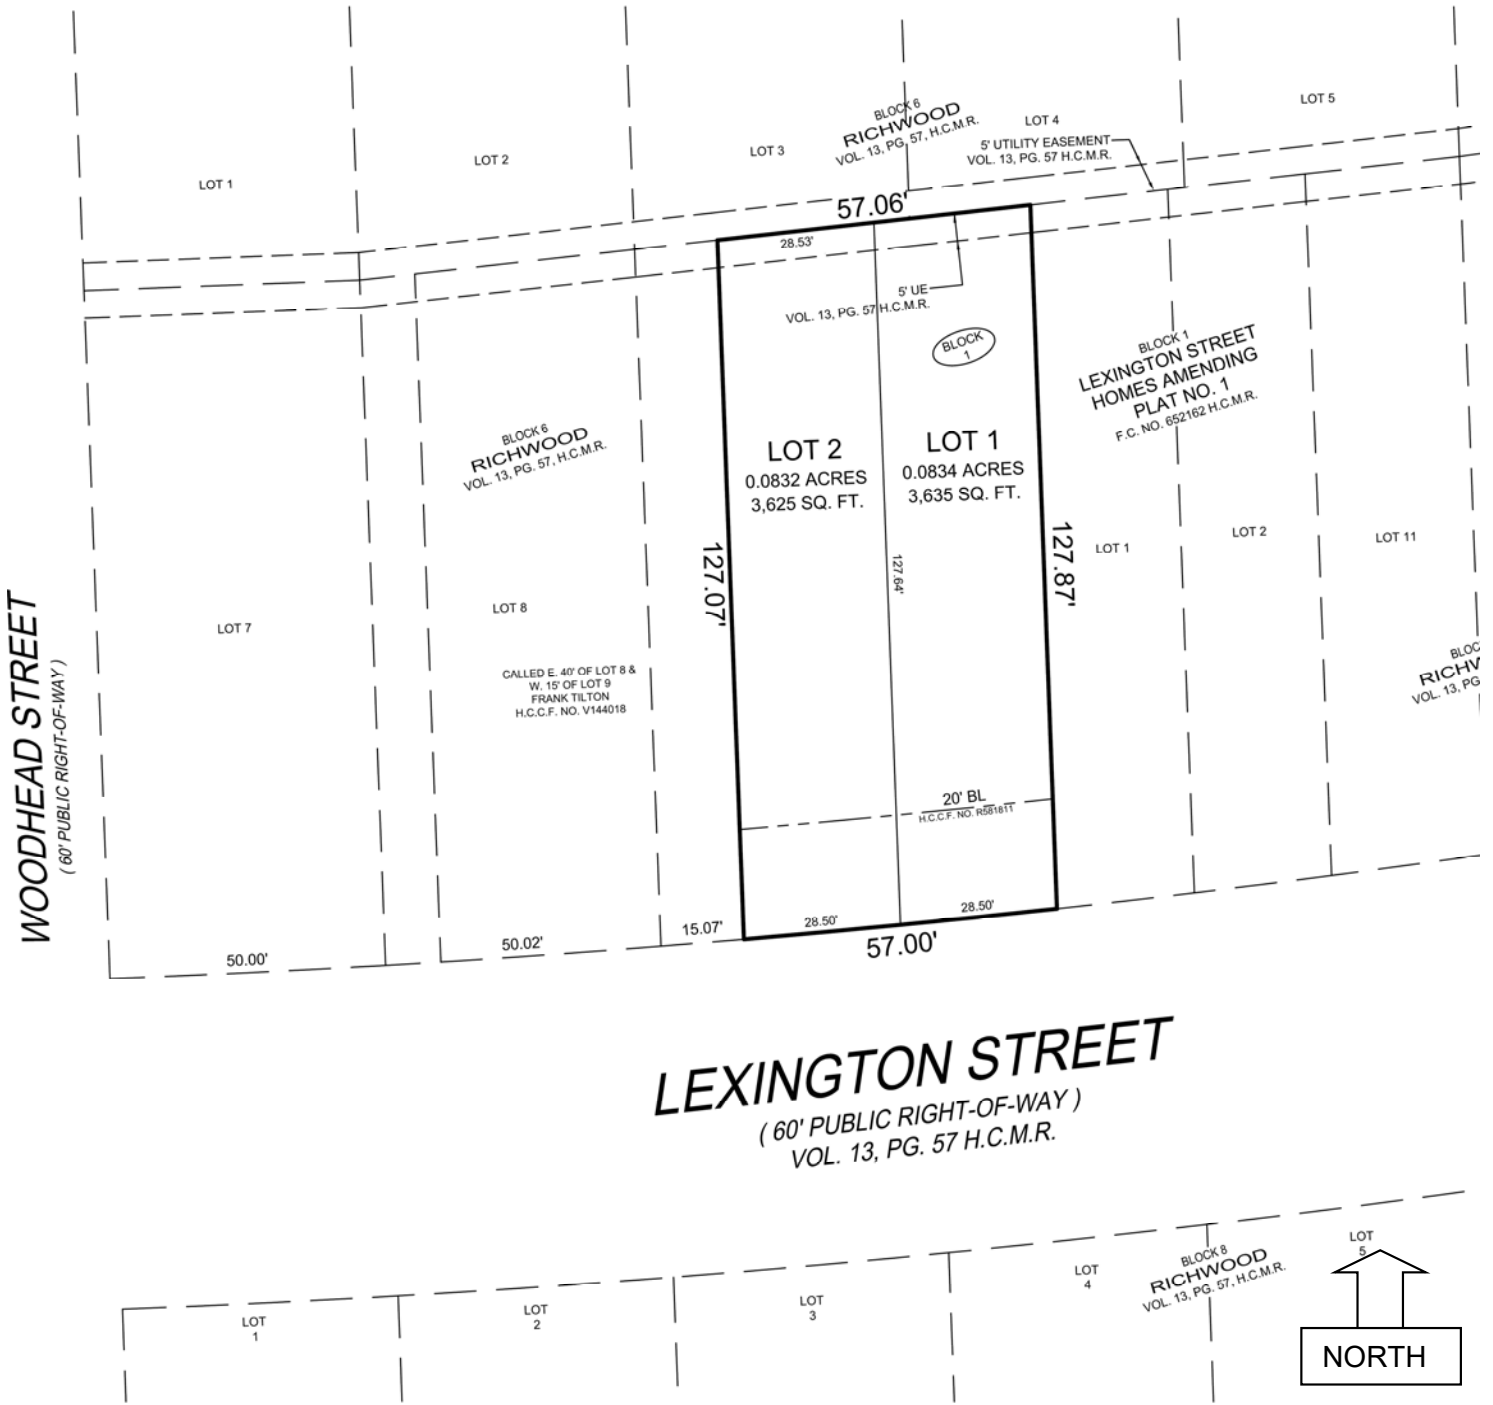 LOT 5
BLOCK 6
RICHWOOD
VOL. 13, PG. 57, H.C.M.R.
LOT 4
5' UTILITY EASEMENT
VOL. 13, PG. 57 H.C.M.R.
LOT 3
LOT 2
LOT 1
57.06'
28.53'
5' UE
VOL. 13, PG. 57 H.C.M.R.
BLOCK
1
BLOCK 1
LEXINGTON STREET
HOMES AMENDING
PLAT NO. 1
F.C. NO. 652162 H.C.M.R.
BLOCK 6
RICHWOOD
VOL. 13, PG. 57, H.C.M.R.
LOT 2
0.0832 ACRES
3,625 SQ. FT.
LOT 1
0.0834 ACRES
3,635 SQ. FT.
127.07'
127.64'
127.87'
LOT 1
LOT 2
LOT 11
LOT 7
LOT 8
CALLED E. 40' OF LOT 8 &
W. 15' OF LOT 9
FRANK TILTON
H.C.C.F. NO. V144018
BLOC
RICHW
VOL. 13, PG
WOODHEAD STREET
( 60' PUBLIC RIGHT-OF-WAY )
20' BL
H.C.C.F. NO. R581811
50.00'
50.02'
15.07'
28.50'
28.50'
57.00'
LEXINGTON STREET
( 60' PUBLIC RIGHT-OF-WAY )
VOL. 13, PG. 57 H.C.M.R.
LOT
1
LOT
2
LOT
3
LOT
4
BLOCK 8
RICHWOOD
VOL. 13, PG. 57, H.C.M.R.
LOT
5
NORTH